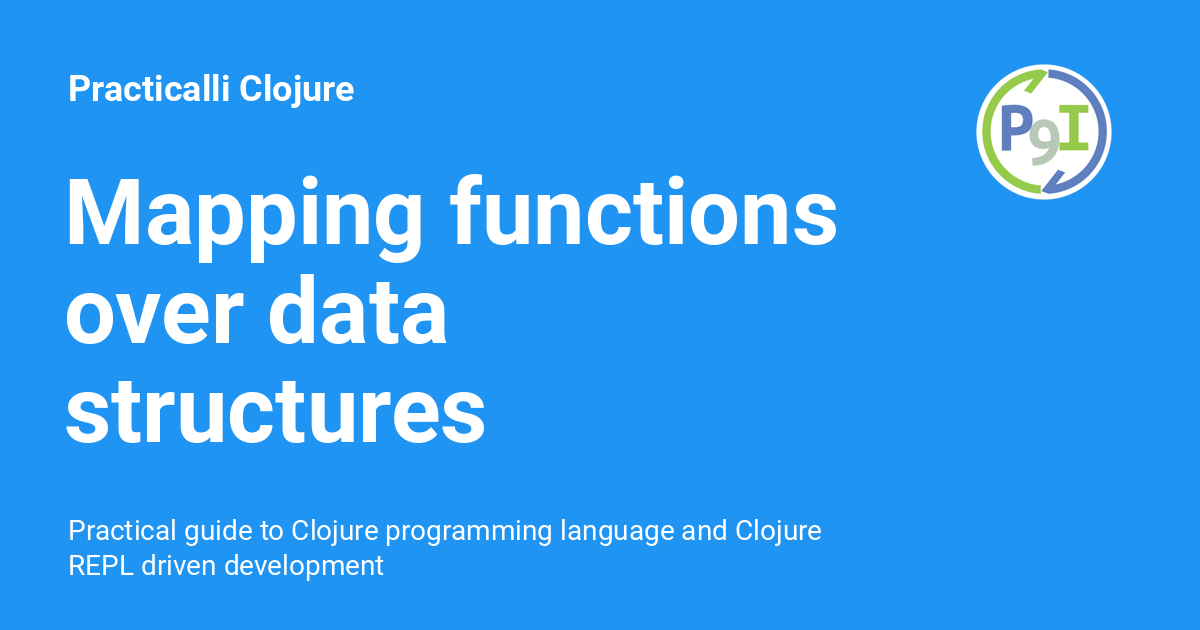 Practicalli Clojure
P9I
Mapping functions
over data
structures
Practical guide to Clojure programming language and Clojure
REPL driven development